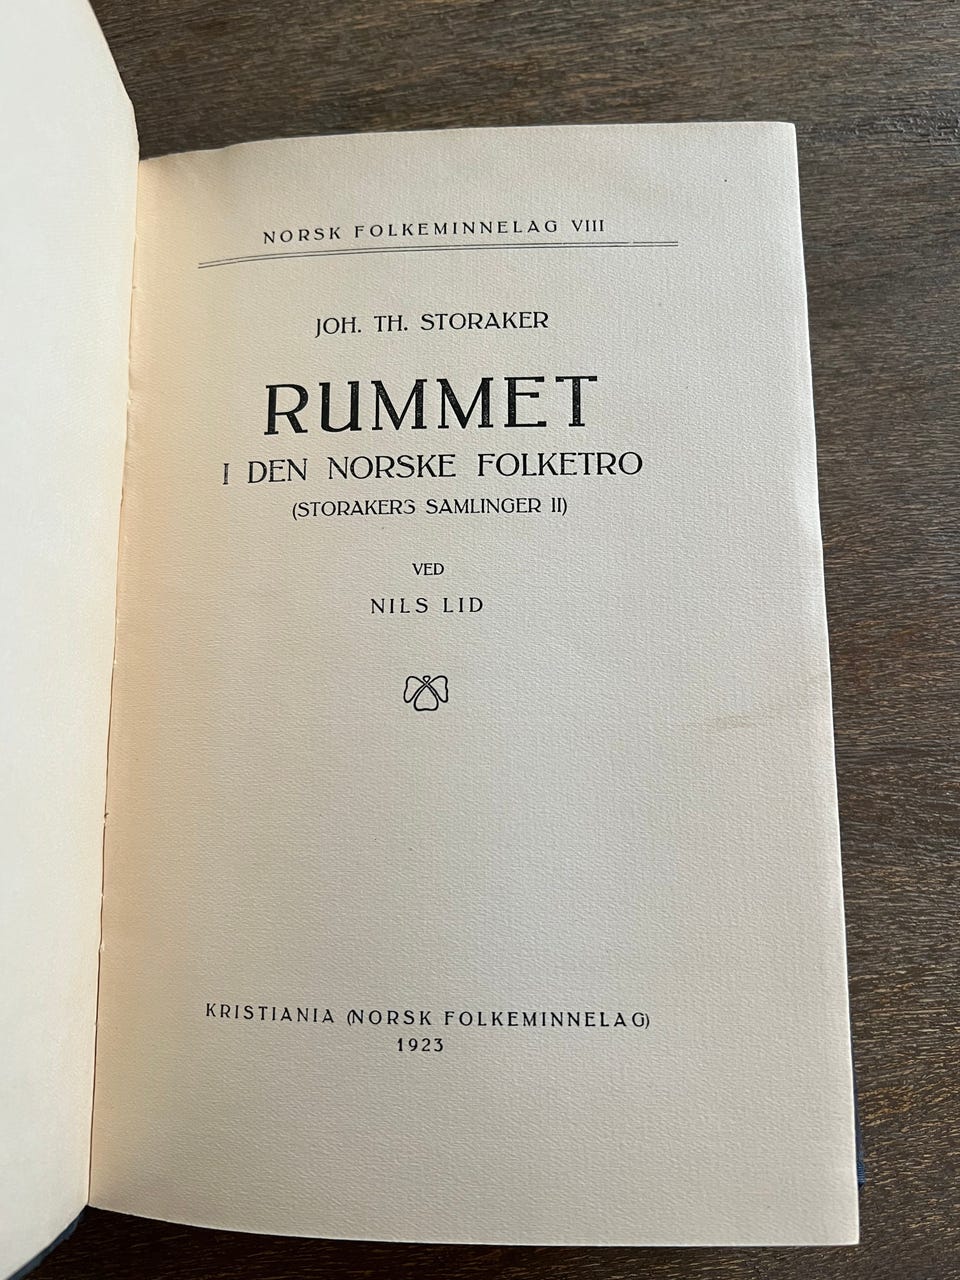 NORSK FOLKEMINNELAG VIII
JOH. TH. STORAKER
RUMMET
I DEN NORSKE FOLKETRO
(STORAKERS SAMLINGER II)
VED
NILS LID
KRISTIANIA (NORSK FOLKEMINNELAG)
1923